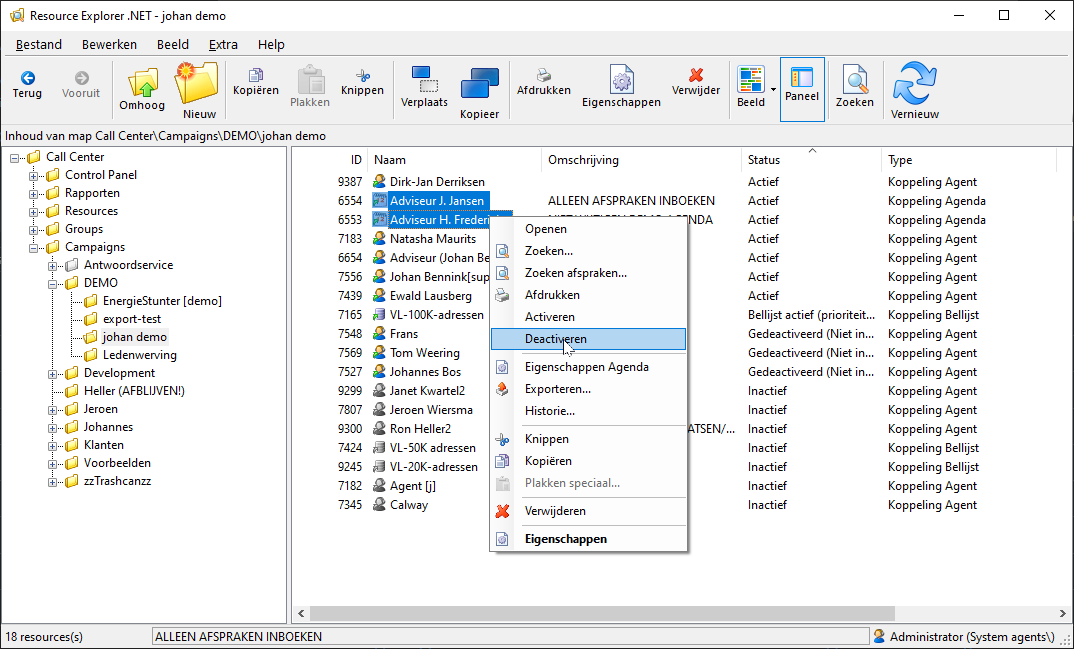 Resource Explorer .NET - johan demo
Bestand Bewerken Beeld Extra Help
Terug Vooruit Omhoog Nieuw Kopiëren Plakken Knippen Verplaats Kopieer Afdrukken Eigenschappen Verwijder Beeld Paneel Zoeken Vernieuw
Inhoud van map Call Center\Campaigns\DEMO\johan demo
Call Center
Control Panel
Rapporten
Resources
Groups
Campaigns
Antwoordservice
DEMO
EnergieStunter [demo]
export-test
johan demo
Ledenwerving
Development
Heller (AFBLIJVEN!)
Jeroen
Johannes
Klanten
Voorbeelden
zzTrashcanzz
ID Naam Omschrijving Status Type
9387 Dirk-Jan Derriksen Actief Koppeling Agent
6554 Adviseur J. Jansen ALLEEN AFSPRAKEN INBOEKEN Actief Koppeling Agenda
6553 Adviseur H. Frederi Actief Koppeling Agenda
7183 Natasha Maurits Actief Koppeling Agent
6654 Adviseur (Johan Be Actief Koppeling Agent
7556 Johan Bennink[sup Actief Koppeling Agent
7439 Ewald Lausberg Actief Koppeling Agent
7165 VL-100K-adressen Bellijst actief (prioriteit... Koppeling Bellijst
7548 Frans Gedeactiveerd (Niet in... Koppeling Agent
7569 Tom Weering Gedeactiveerd (Niet in... Koppeling Agent
7527 Johannes Bos Gedeactiveerd (Niet in... Koppeling Agent
9299 Janet Kwartel2 Inactief Koppeling Agent
7807 Jeroen Wiersma Inactief Koppeling Agent
9300 Ron Heller2 ATSEN/... Inactief Koppeling Agent
7424 VL-50K adressen Inactief Koppeling Bellijst
9245 VL-20K-adressen Inactief Koppeling Bellijst
7182 Agent [j] Inactief Koppeling Agent
7345 Calway Inactief Koppeling Agent
Openen
Zoeken...
Zoeken afspraken...
Afdrukken
Activeren
Deactiveren
Eigenschappen Agenda
Exporteren...
Historie...
Knippen
Kopiëren
Plakken speciaal...
Verwijderen
Eigenschappen
18 resources(s) ALLEEN AFSPRAKEN INBOEKEN Administrator (System agents\)